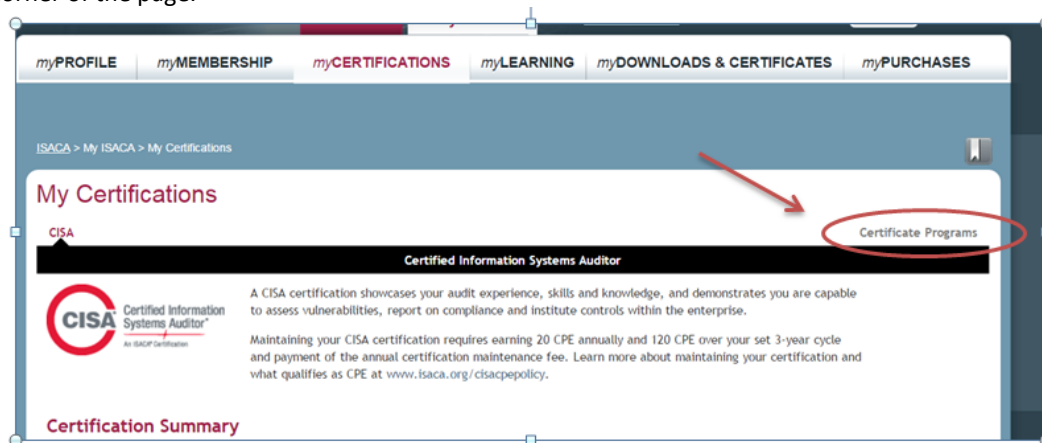 corner of the page.
myPROFILE myMEMBERSHIP myCERTIFICATIONS myLEARNING myDOWNLOADS & CERTIFICATES myPURCHASES
ISACA > My ISACA > My Certifications
My Certifications
CISA Certificate Programs
Certified Information Systems Auditor
CISA Certified Information
Systems Auditor®
An ISACA® Certification
A CISA certification showcases your audit experience, skills and knowledge, and demonstrates you are capable
to assess vulnerabilities, report on compliance and institute controls within the enterprise.
Maintaining your CISA certification requires earning 20 CPE annually and 120 CPE over your set 3-year cycle
and payment of the annual certification maintenance fee. Learn more about maintaining your certification and
what qualifies as CPE at www.isaca.org/cisacpepolicy.
Certification Summary